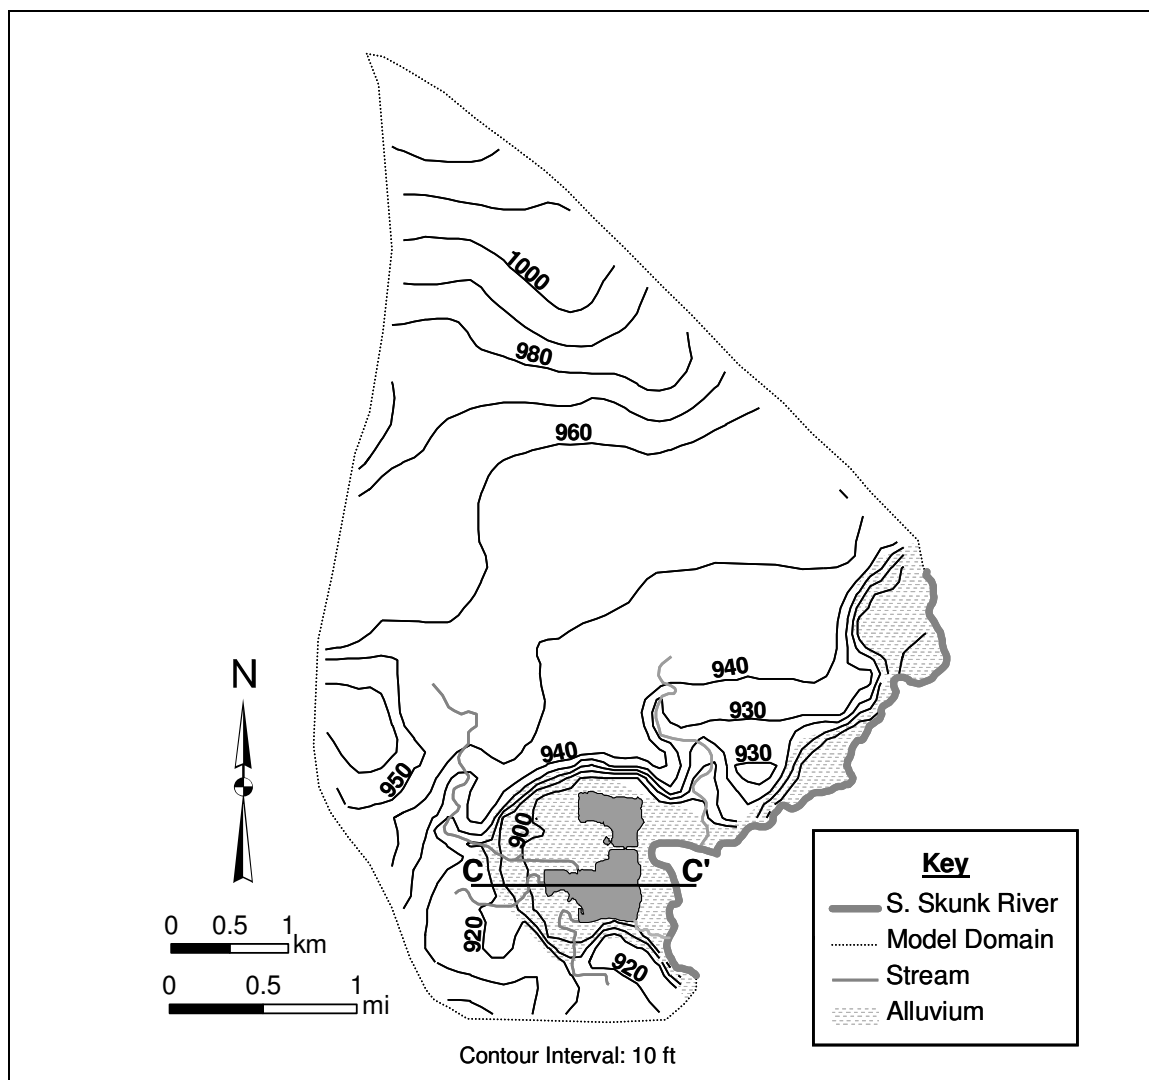 1000
980
960
N
940
930
940
930
950
900
C C'
920
920
0 0.5 1
km
0 0.5 1
mi
Key
S. Skunk River
Model Domain
Stream
Alluvium
Contour Interval: 10 ft